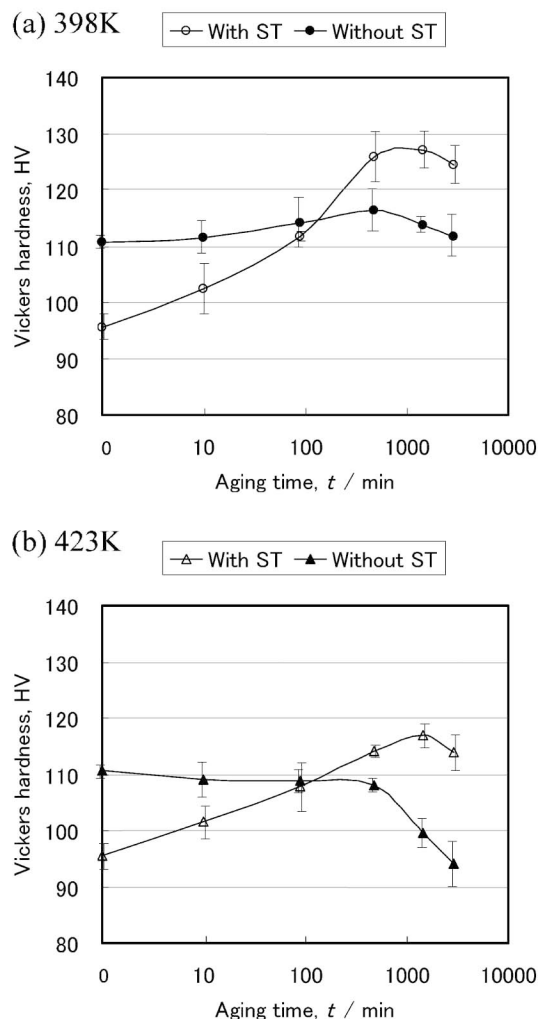 (a) 398K
With ST Without ST
140
130
120
110
100
90
80
Vickers hardness, HV
0 10 100 1000 10000
Aging time, t / min
(b) 423K
With ST Without ST
140
130
120
110
100
90
80
Vickers hardness, HV
0 10 100 1000 10000
Aging time, t / min